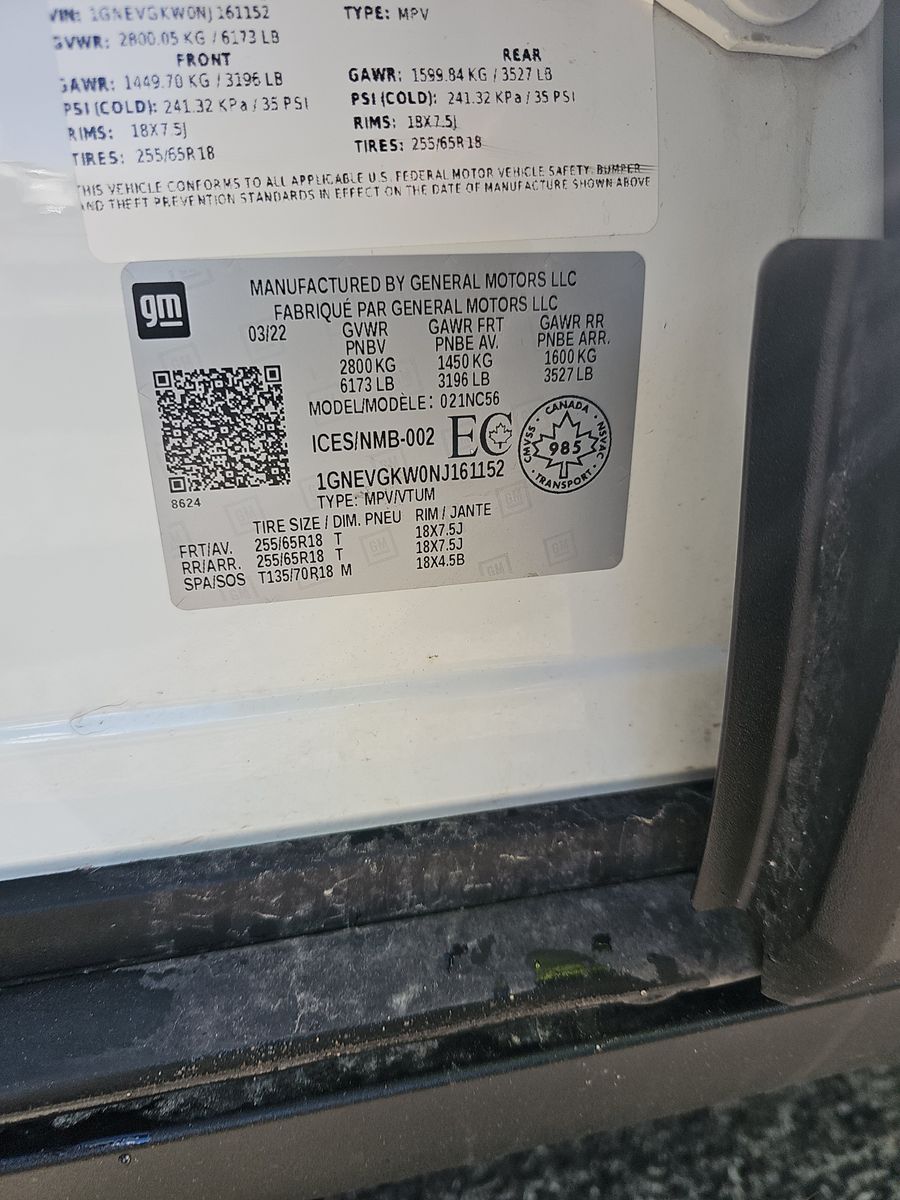 VIN: 1GNEVGKW0NJ161152 TYPE: MPV
GVWR: 2800.05 KG / 6173 LB
FRONT REAR
GAWR: 1449.70 KG / 3196 LB GAWR: 1599.84 KG / 3527 LB
PSI (COLD): 241.32 KPa / 35 PSI PSI (COLD): 241.32 KPa / 35 PSI
RIMS: 18X7.5J RIMS: 18X7.5J
TIRES: 255/65R18 TIRES: 255/65R18
THIS VEHICLE CONFORMS TO ALL APPLICABLE U.S. FEDERAL MOTOR VEHICLE SAFETY, BUMPER,
AND THEFT PREVENTION STANDARDS IN EFFECT ON THE DATE OF MANUFACTURE SHOWN ABOVE
gm
MANUFACTURED BY GENERAL MOTORS LLC
FABRIQUÉ PAR GENERAL MOTORS LLC
03/22 GVWR GAWR FRT GAWR RR
PNBV PNBE AV. PNBE ARR.
2800 KG 1450 KG 1600 KG
6173 LB 3196 LB 3527 LB
MODEL/MODÈLE: 021NC56
ICES/NMB-002 EC
CANADA
CMVSS 985 NSVAC
TRANSPORT
1GNEVGKW0NJ161152
TYPE: MPV/VTUM
8624
TIRE SIZE / DIM. PNEU RIM / JANTE
FRT/AV. 255/65R18 T 18X7.5J
RR/ARR. 255/65R18 T 18X7.5J
SPA/SOS T135/70R18 M 18X4.5B
GM
GM
GM
GM